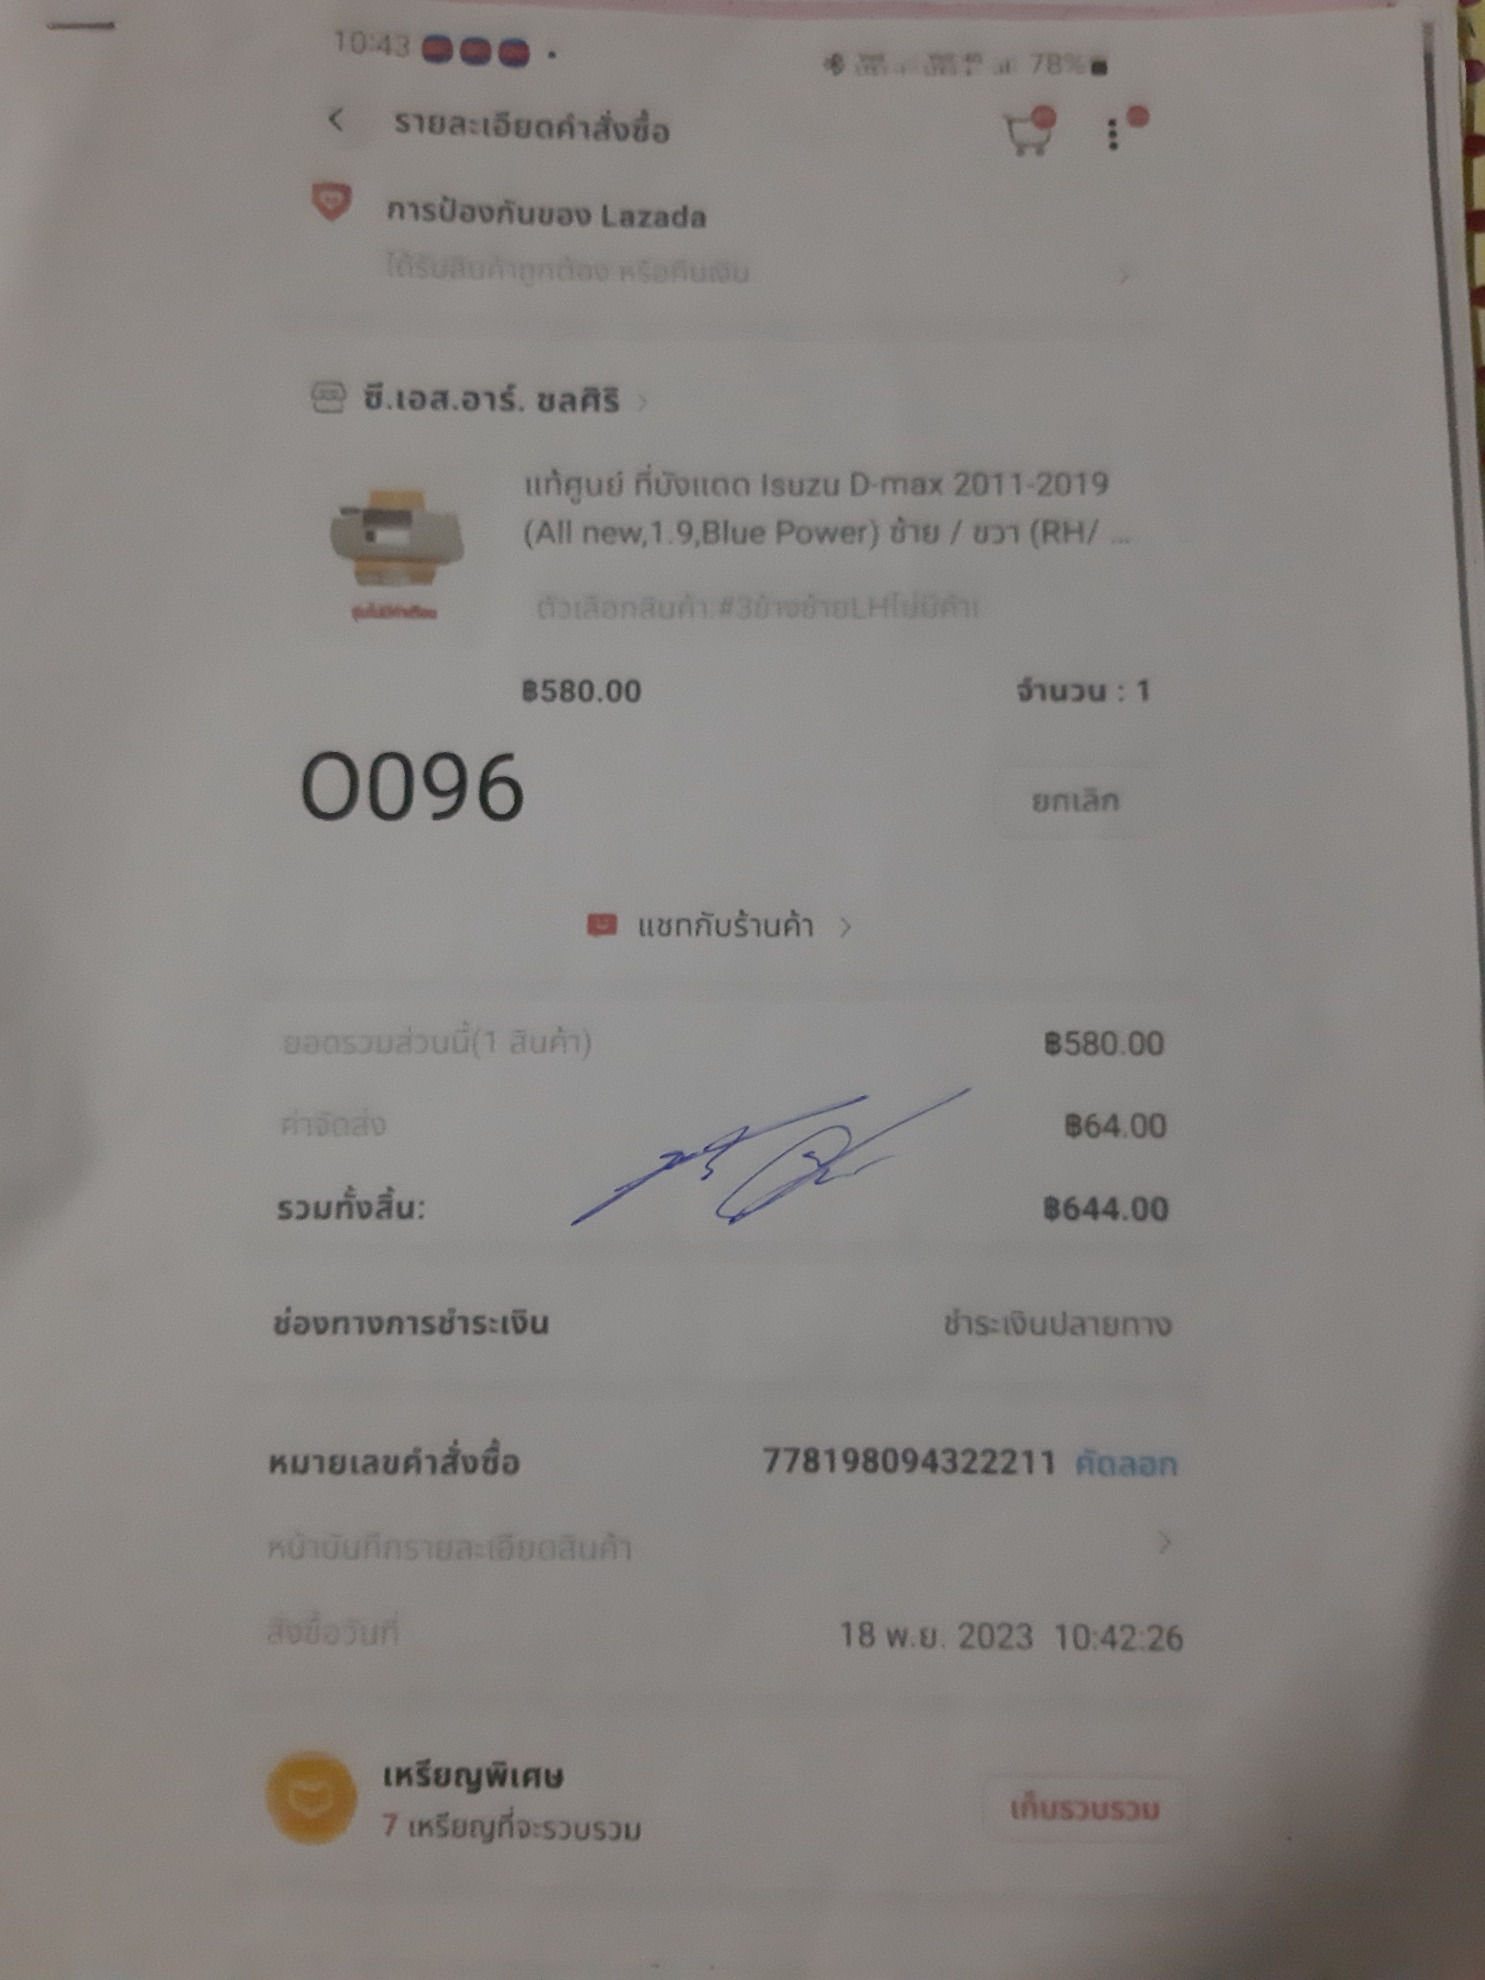 10:43
78%
รายละเอียดคำสั่งซื้อ
การป้องกันของ Lazada
ได้รับสินค้าถูกต้อง หรือคืนเงิน
ซี.เอส.อาร์. ชลศิริ
แท้ศูนย์ ที่บังแดด Isuzu D-max 2011-2019
(All new,1.9,Blue Power) ซ้าย / ขวา (RH/ ...
ตัวเลือกสินค้า:#3ข้างซ้ายLHไม่มี
฿580.00 จำนวน : 1
O096
ยกเลิก
แชทกับร้านค้า
ยอดรวมส่วนนี้(1 สินค้า) ฿580.00
ค่าจัดส่ง ฿64.00
รวมทั้งสิ้น: ฿644.00
ช่องทางการชำระเงิน ชำระเงินปลายทาง
หมายเลขคำสั่งซื้อ 778198094322211 คัดลอก
หน้าบันทึกรายละเอียดสินค้า
สั่งซื้อวันที่ 18 พ.ย. 2023 10:42:26
เหรียญพิเศษ
7 เหรียญที่จะรวบรวม
เก็บรวบรวม